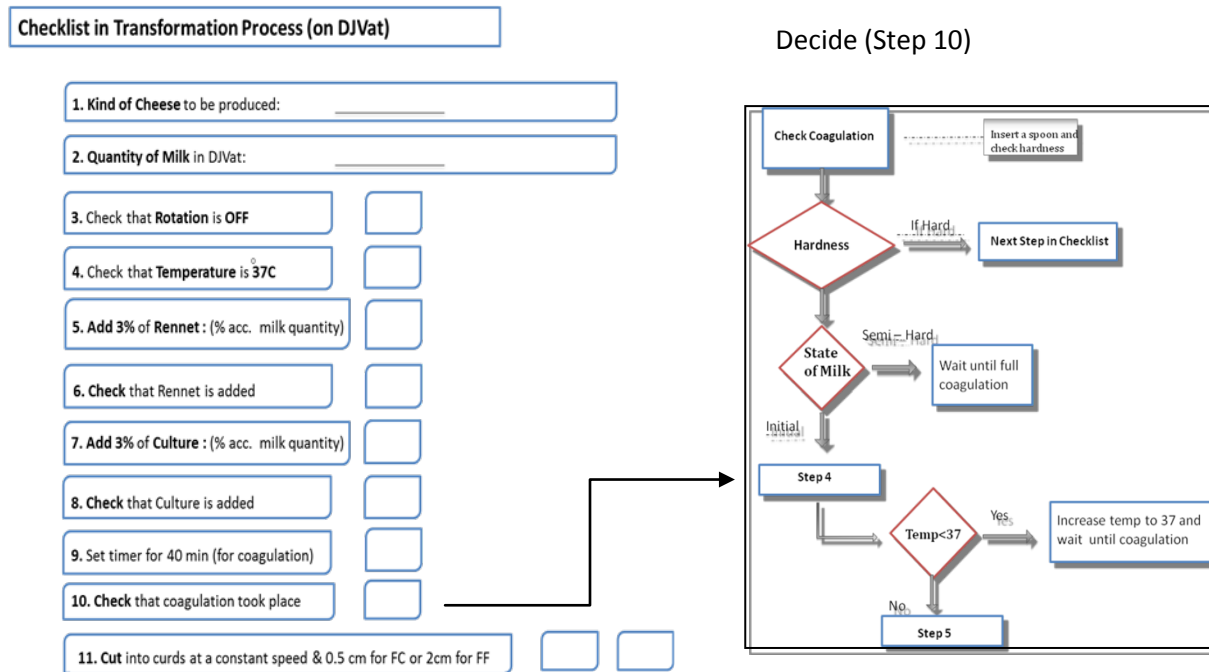 Checklist in Transformation Process (on DJVat)
Decide (Step 10)
1. Kind of Cheese to be produced:
2. Quantity of Milk in DJVat:
3. Check that Rotation is OFF
4. Check that Temperature is 37°C
5. Add 3% of Rennet : (% acc. milk quantity)
6. Check that Rennet is added
7. Add 3% of Culture : (% acc. milk quantity)
8. Check that Culture is added
9. Set timer for 40 min (for coagulation)
10. Check that coagulation took place
11. Cut into curds at a constant speed & 0.5 cm for FC or 2cm for FF
Check Coagulation
Insert a spoon and
check hardness
Hardness
If Hard
Next Step in Checklist
State
of Milk
Semi – Hard
Wait until full
coagulation
Initial
Step 4
Temp<37
Yes
Increase temp to 37 and
wait until coagulation
No
Step 5